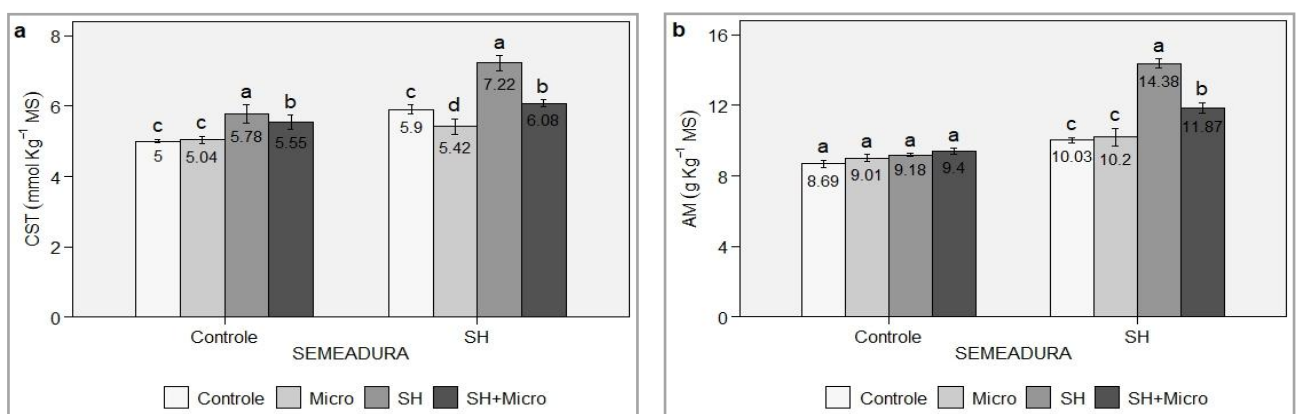 a
CST (mmol Kg⁻¹ MS)
8
6
4
2
0
c
c
a
b
5
5.04
5.78
5.55
c
d
a
b
5.9
5.42
7.22
6.08
Controle SH
SEMEADURA
Controle Micro SH SH+Micro
b
AM (g Kg⁻¹ MS)
16
12
8
4
0
a
a
a
a
8.69
9.01
9.18
9.4
c
c
a
b
10.03
10.2
14.38
11.87
Controle SH
SEMEADURA
Controle Micro SH SH+Micro